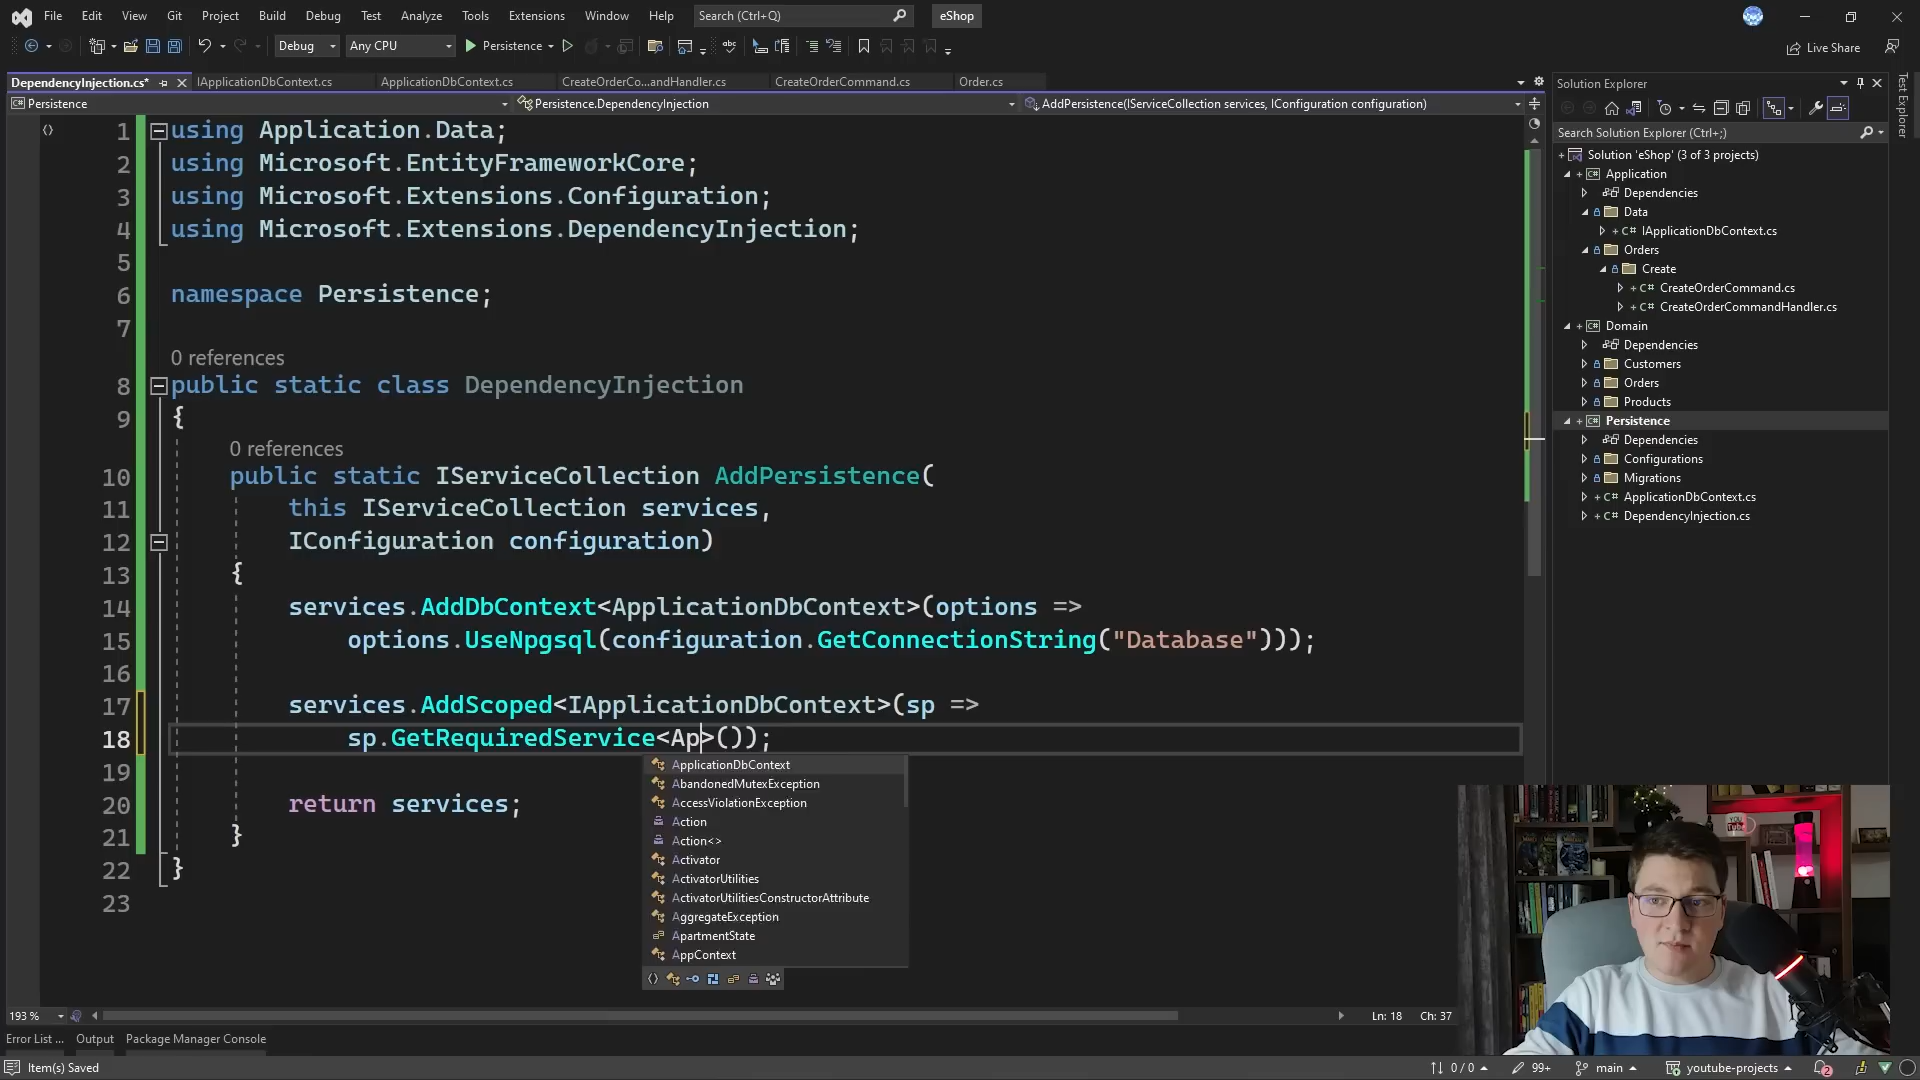 File Edit View Git Project Build Debug Test Analyze Tools Extensions Window Help Search (Ctrl+Q) eShop
Debug Any CPU Persistence Live Share
DependencyInjection.cs* IApplicationDbContext.cs ApplicationDbContext.cs CreateOrderCo...andHandler.cs CreateOrderCommand.cs Order.cs
Persistence Persistence.DependencyInjection AddPersistence(IServiceCollection services, IConfiguration configuration)
1 using Application.Data;
2 using Microsoft.EntityFrameworkCore;
3 using Microsoft.Extensions.Configuration;
4 using Microsoft.Extensions.DependencyInjection;
5
6 namespace Persistence;
7
0 references
8 public static class DependencyInjection
9 {
0 references
10 public static IServiceCollection AddPersistence(
11 this IServiceCollection services,
12 IConfiguration configuration)
13 {
14 services.AddDbContext<ApplicationDbContext>(options =>
15 options.UseNpgsql(configuration.GetConnectionString("Database")));
16
17 services.AddScoped<IApplicationDbContext>(sp =>
18 sp.GetRequiredService<Ap>());
19
20 return services;
21 }
22 }
23
ApplicationDbContext
AbandonedMutexException
AccessViolationException
Action
Action<>
Activator
ActivatorUtilities
ActivatorUtilitiesConstructorAttribute
AggregateException
ApartmentState
AppContext
193 % Ln: 18 Ch: 37
Error List ... Output Package Manager Console
Item(s) Saved 0 / 0 99+ main youtube-projects 2
Solution Explorer
Search Solution Explorer (Ctrl+;)
Solution 'eShop' (3 of 3 projects)
Application
Dependencies
Data
C# IApplicationDbContext.cs
Orders
Create
C# CreateOrderCommand.cs
C# CreateOrderCommandHandler.cs
Domain
Dependencies
Customers
Orders
Products
Persistence
Dependencies
Configurations
Migrations
C# ApplicationDbContext.cs
C# DependencyInjection.cs
Test Explorer